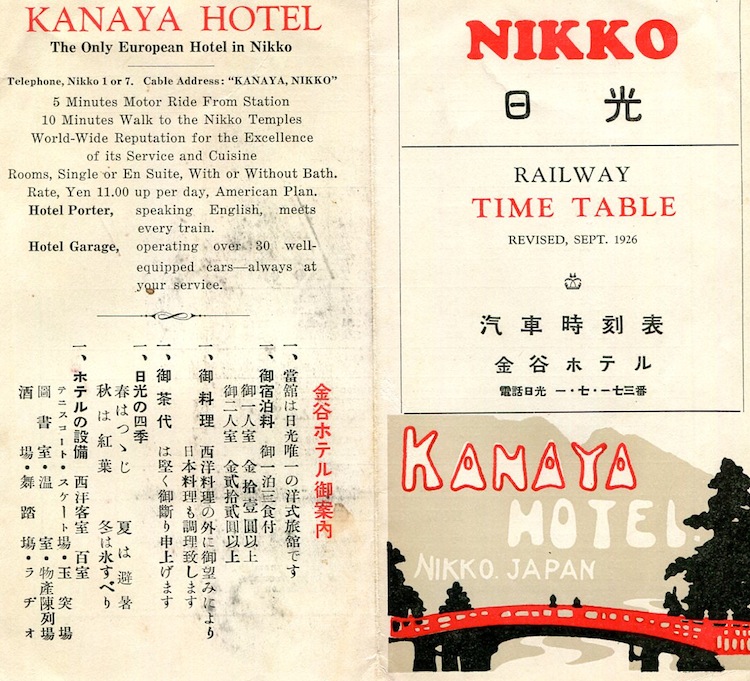 KANAYA HOTEL
The Only European Hotel in Nikko
Telephone, Nikko 1 or 7. Cable Address: "KANAYA, NIKKO"
5 Minutes Motor Ride From Station
10 Minutes Walk to the Nikko Temples
World-Wide Reputation for the Excellence
of its Service and Cuisine
Rooms, Single or En Suite, With or Without Bath.
Rate, Yen 11.00 up per day, American Plan.
Hotel Porter, speaking English, meets
every train.
Hotel Garage, operating over 30 well-
equipped cars—always at
your service.
金谷ホテル御案内
一、當舘は日光唯一の洋式旅舘です
一、御宿泊料 御一泊三食付
御一人室 金拾壹圓以上
御二人室 金貳拾貳圓以上
一、御料理 西洋料理の外に御望みにより
日本料理も調理致します
一、御茶代 は堅く御斷り申上げます
一、日光の四季
春はつゝじ 夏は避暑
秋は紅葉 冬は氷すべり
一、ホテルの設備 西洋客室 百室
テニスコート・スケート場・玉突場
圖書室・温室・物產陳列場
酒場・舞踏場・ラヂオ
NIKKO
日光
RAILWAY
TIME TABLE
REVISED, SEPT. 1926
汽車時刻表
金谷ホテル
電話日光 一・七・一七三番
KANAYA
HOTEL.
NIKKO. JAPAN